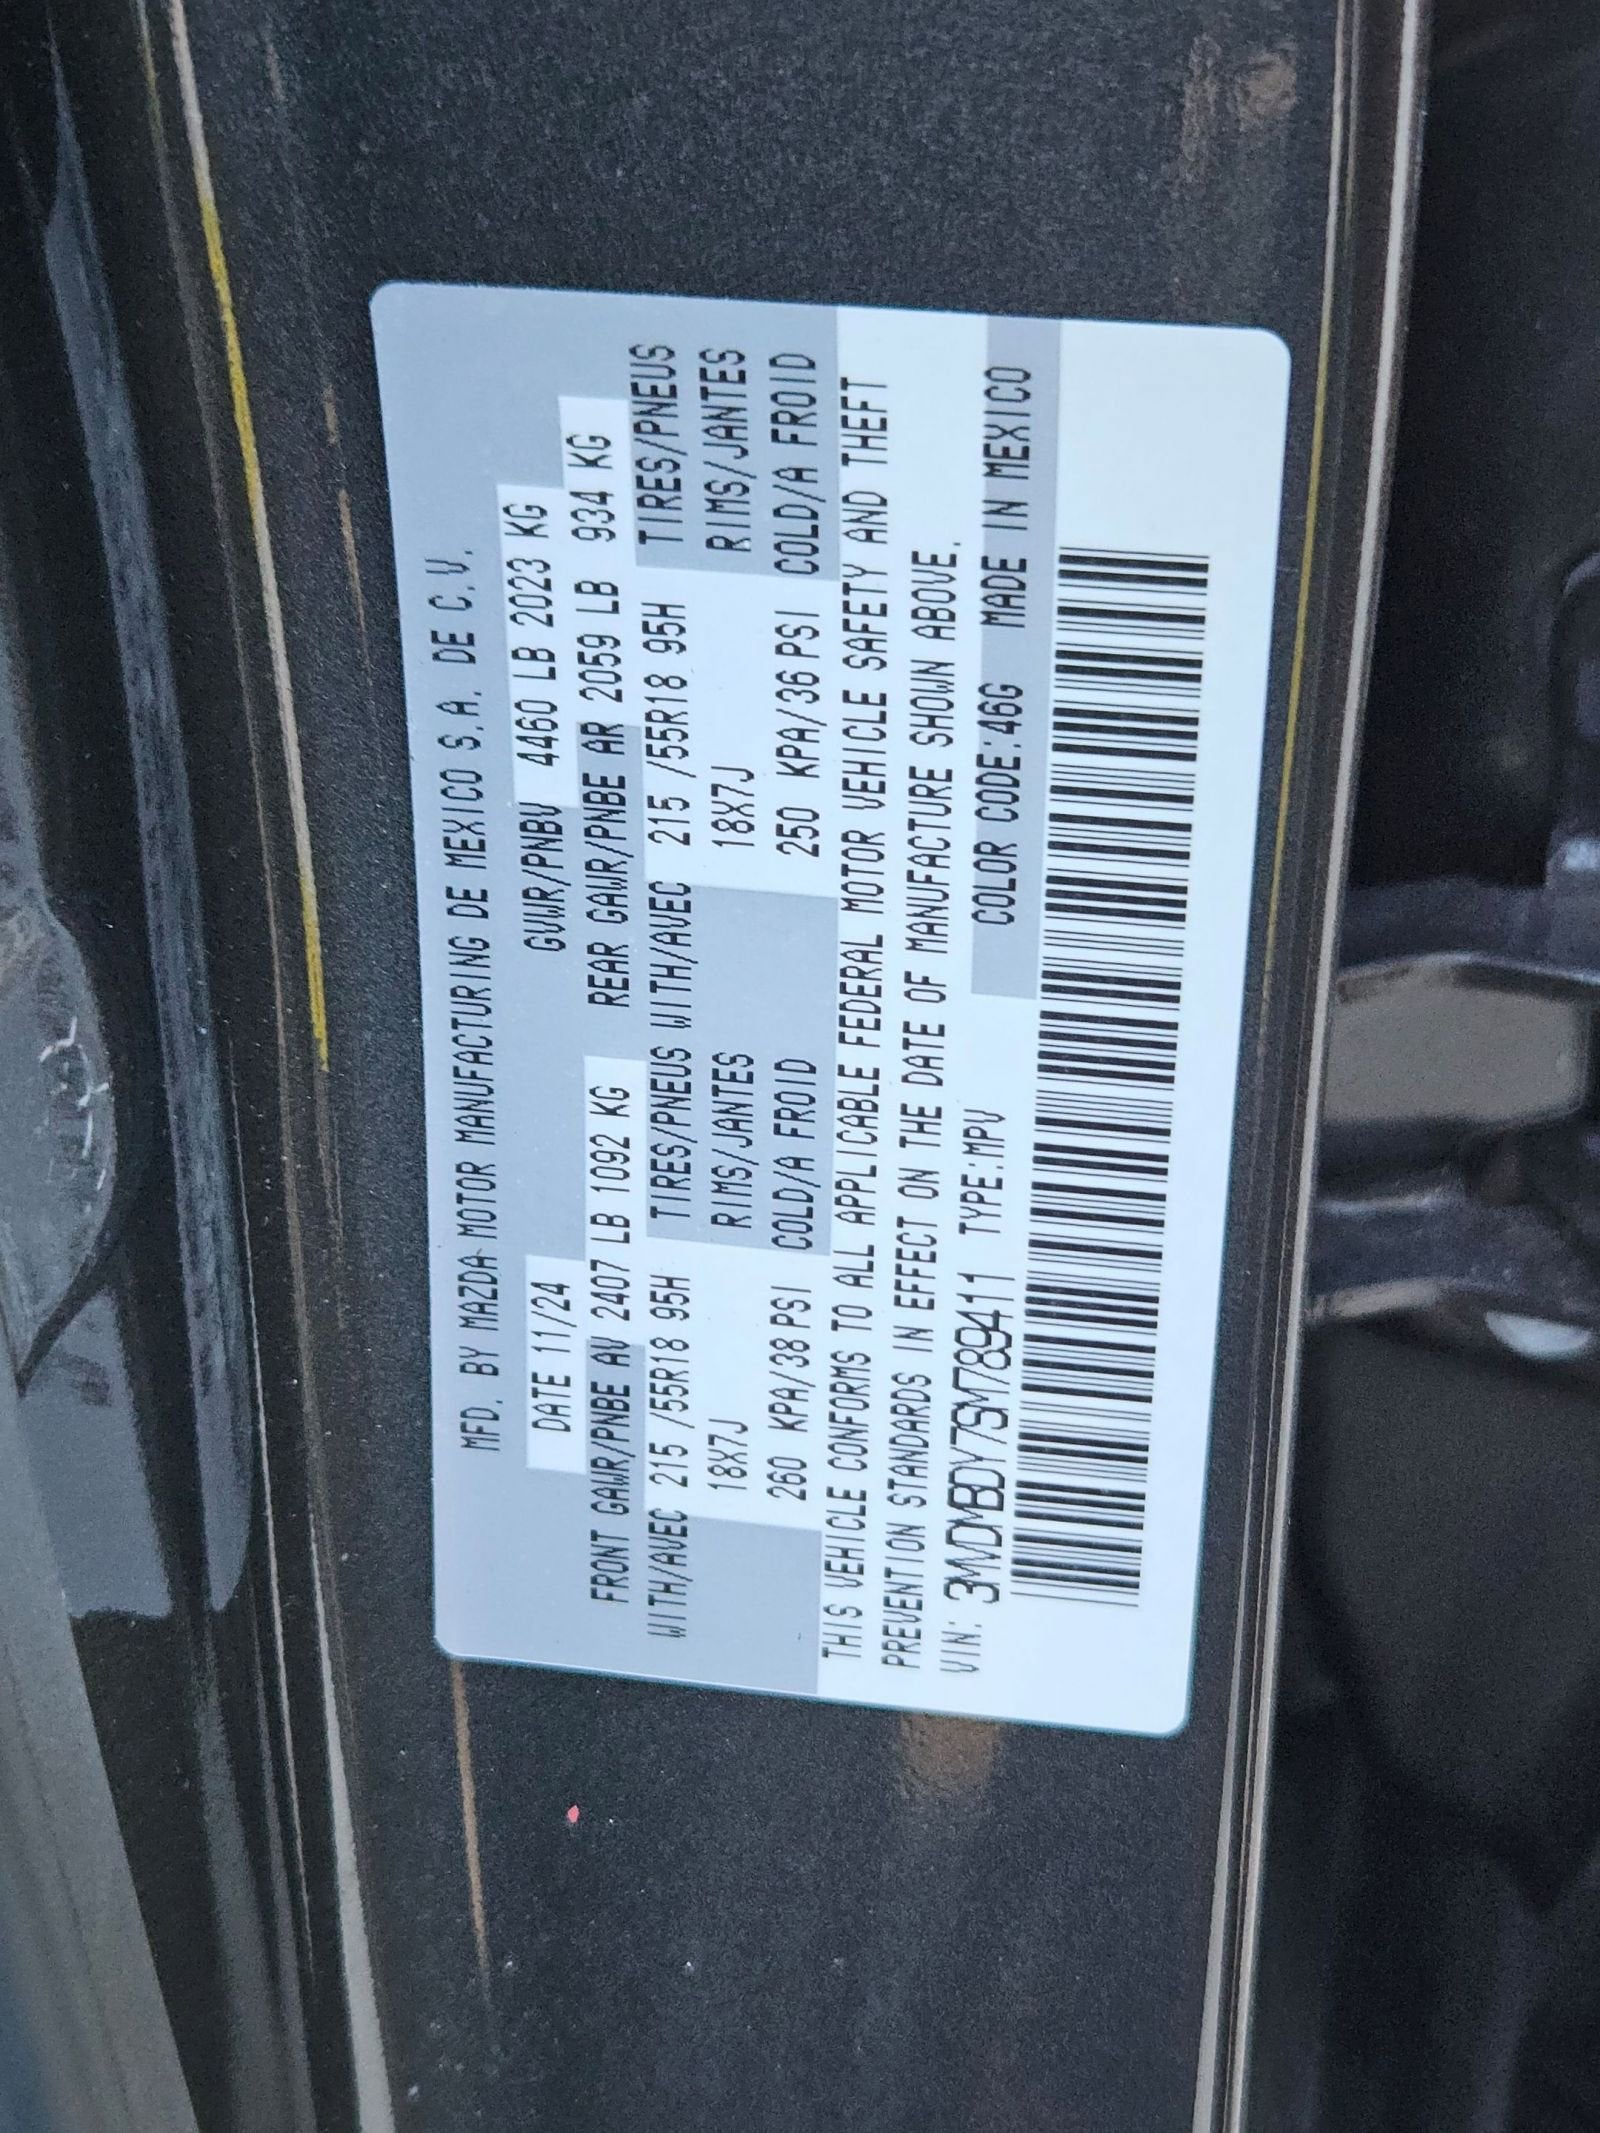 MFD. BY MAZDA MOTOR MANUFACTURING DE MEXICO S.A. DE C.V.
DATE 11/24 GVWR/PNBV 4460 LB 2023 KG
FRONT GAWR/PNBE AV 2407 LB 1092 KG REAR GAWR/PNBE AR 2059 LB 934 KG
WITH/AVEC 215 /55R18 95H TIRES/PNEUS WITH/AVEC 215 /55R18 95H TIRES/PNEUS
18X7J RIMS/JANTES 18X7J RIMS/JANTES
260 KPA/38 PSI COLD/A FROID 250 KPA/36 PSI COLD/A FROID
THIS VEHICLE CONFORMS TO ALL APPLICABLE FEDERAL MOTOR VEHICLE SAFETY AND THEFT
PREVENTION STANDARDS IN EFFECT ON THE DATE OF MANUFACTURE SHOWN ABOVE.
VIN: 3MVDMBDY7SM789411 TYPE:MPV COLOR CODE:46G MADE IN MEXICO